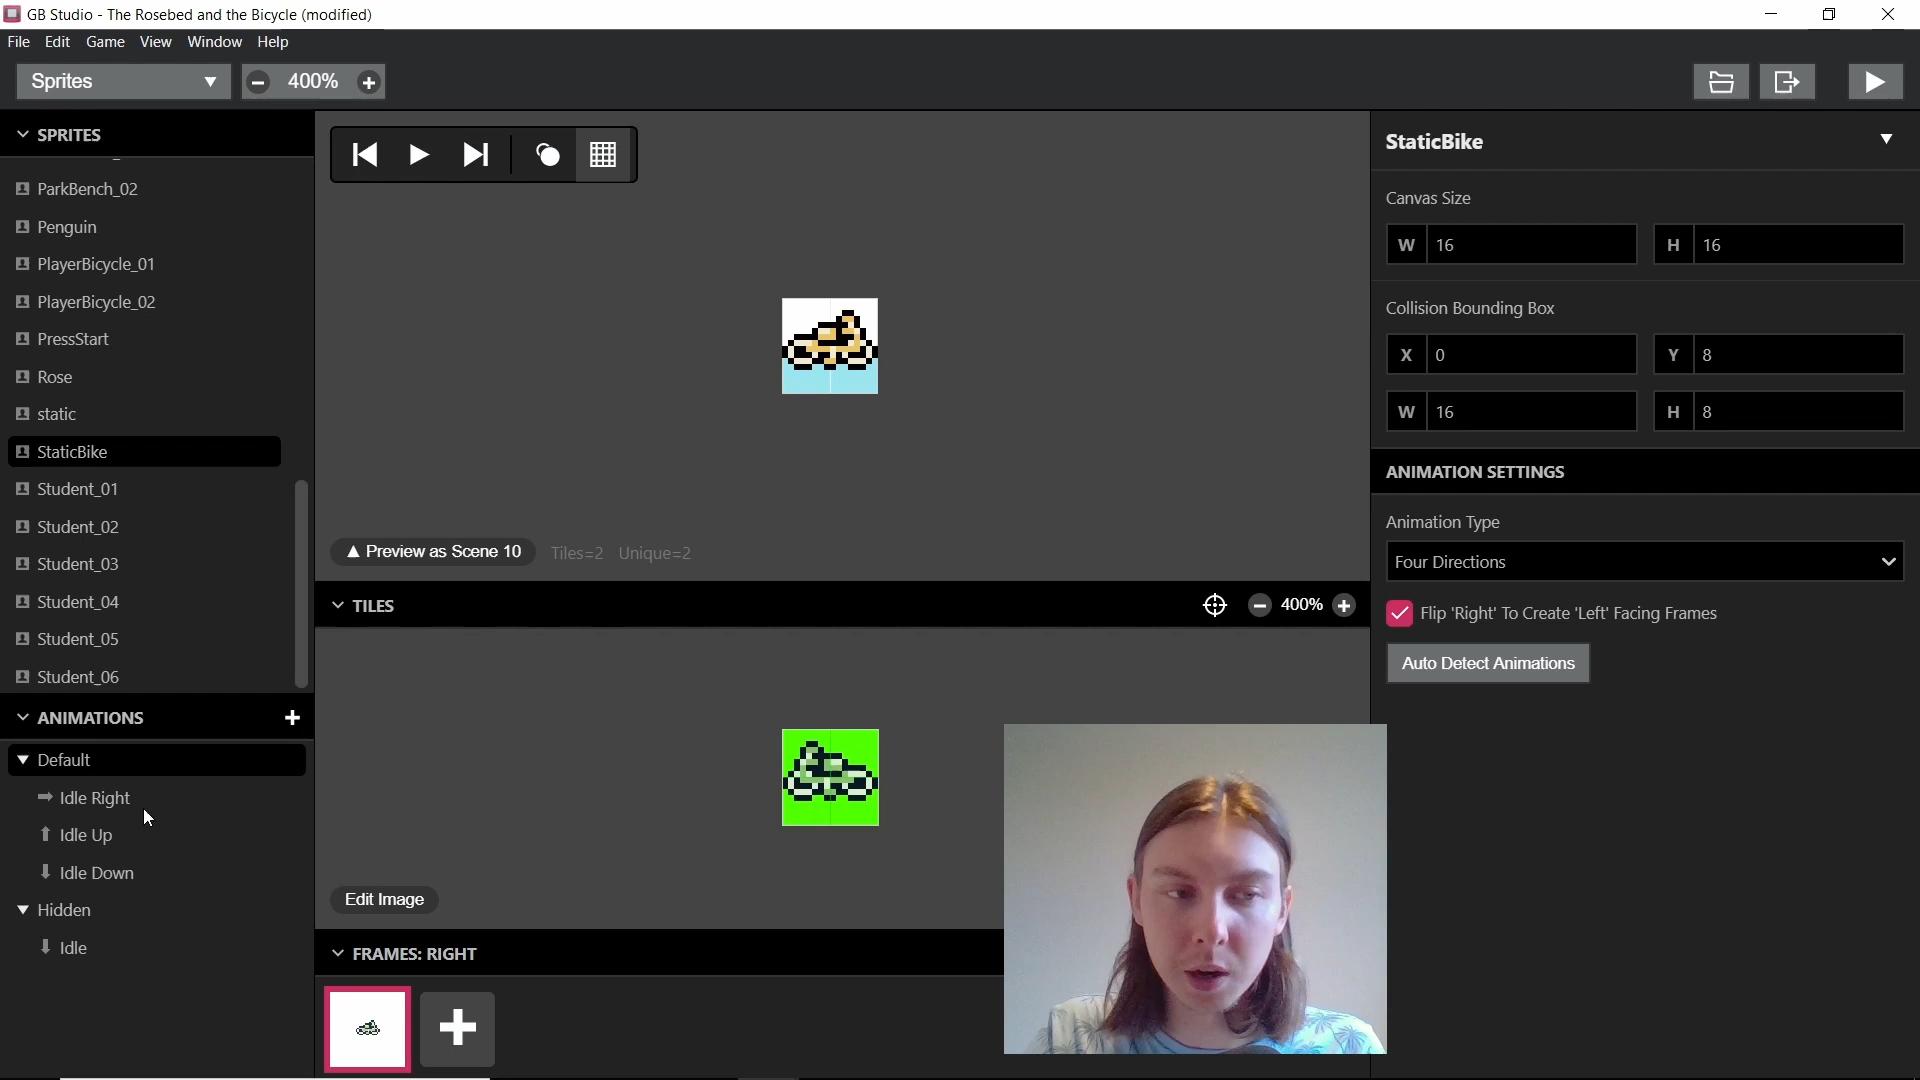 GB Studio - The Rosebed and the Bicycle (modified)
File Edit Game View Window Help
Sprites 400%
SPRITES
ParkBench_02
Penguin
PlayerBicycle_01
PlayerBicycle_02
PressStart
Rose
static
StaticBike
Student_01
Student_02
Student_03
Student_04
Student_05
Student_06
ANIMATIONS
Default
Idle Right
Idle Up
Idle Down
Hidden
Idle
Preview as Scene 10 Tiles=2 Unique=2
TILES 400%
Edit Image
FRAMES: RIGHT
StaticBike
Canvas Size
W 16 H 16
Collision Bounding Box
X 0 Y 8
W 16 H 8
ANIMATION SETTINGS
Animation Type
Four Directions
Flip 'Right' To Create 'Left' Facing Frames
Auto Detect Animations